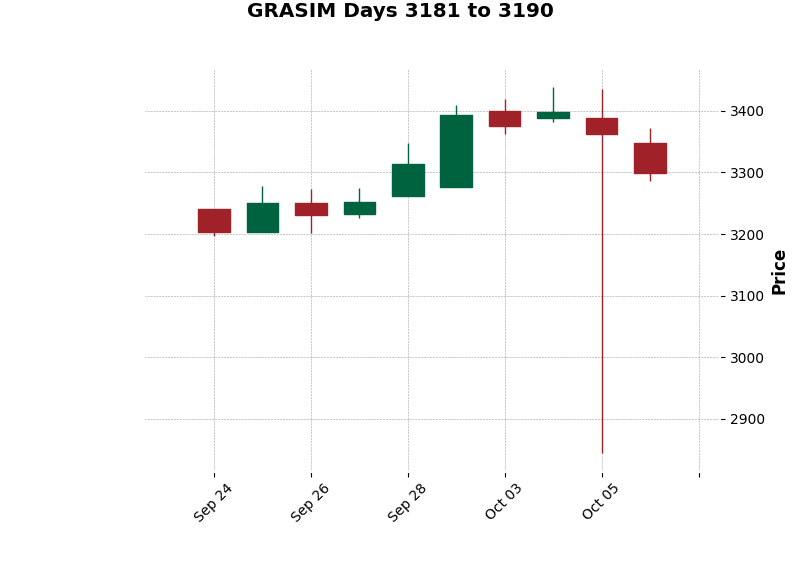 GRASIM Days 3181 to 3190
3400
3300
3200
3100
3000
2900
Price
Sep 24
Sep 26
Sep 28
Oct 03
Oct 05